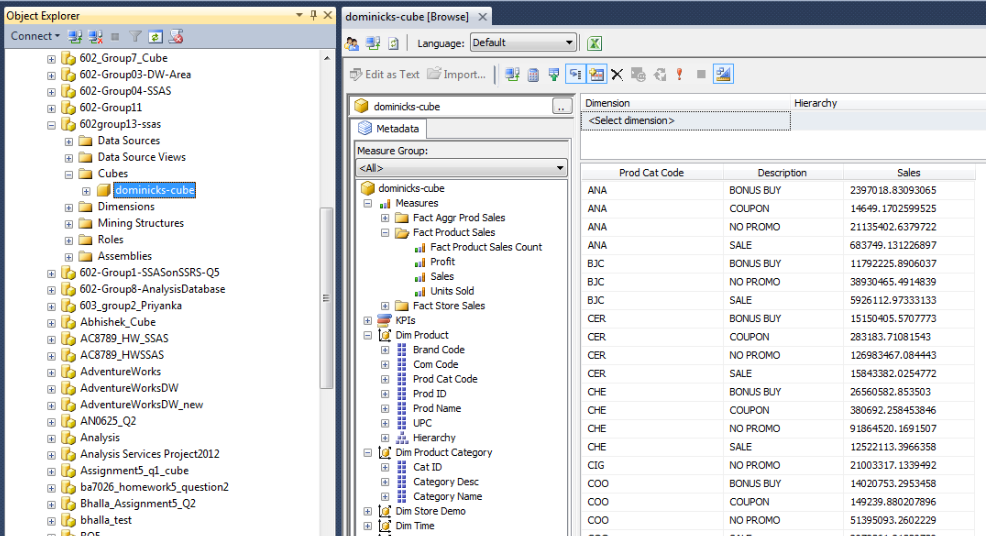 Object Explorer
Connect
602_Group7_Cube
602-Group03-DW-Area
602-Group04-SSAS
602-Group11
602group13-ssas
Data Sources
Data Source Views
Cubes
dominicks-cube
Dimensions
Mining Structures
Roles
Assemblies
602-Group1-SSASonSSRS-Q5
602-Group8-AnalysisDatabase
603_group2_Priyanka
Abhishek_Cube
AC8789_HW_SSAS
AC8789_HWSSAS
AdventureWorks
AdventureWorksDW
AdventureWorksDW_new
AN0625_Q2
Analysis
Analysis Services Project2012
Assignment5_q1_cube
ba7026_homework5_question2
Bhalla_Assignment5_Q2
bhalla_test
dominicks-cube [Browse]
Language: Default
Edit as Text Import...
dominicks-cube ..
Metadata
Measure Group:
<All>
dominicks-cube
Measures
Fact Aggr Prod Sales
Fact Product Sales
Fact Product Sales Count
Profit
Sales
Units Sold
Fact Store Sales
KPIs
Dim Product
Brand Code
Com Code
Prod Cat Code
Prod ID
Prod Name
UPC
Hierarchy
Dim Product Category
Cat ID
Category Desc
Category Name
Dim Store Demo
Dim Time
Dimension Hierarchy
<Select dimension>
Prod Cat Code Description Sales
ANA BONUS BUY 2397018.83093065
ANA COUPON 14649.1702599525
ANA NO PROMO 21135402.6379722
ANA SALE 683749.131226897
BJC BONUS BUY 11792225.8906037
BJC NO PROMO 38930465.4914839
BJC SALE 5926112.97333133
CER BONUS BUY 15150405.5707773
CER COUPON 283183.71081543
CER NO PROMO 126983467.084443
CER SALE 15843382.0254772
CHE BONUS BUY 26560582.853503
CHE COUPON 380692.258453846
CHE NO PROMO 91864520.1691507
CHE SALE 12522113.3966358
CIG NO PROMO 21003317.1339492
COO BONUS BUY 14020753.2953458
COO COUPON 149239.880207896
COO NO PROMO 51395093.2602229